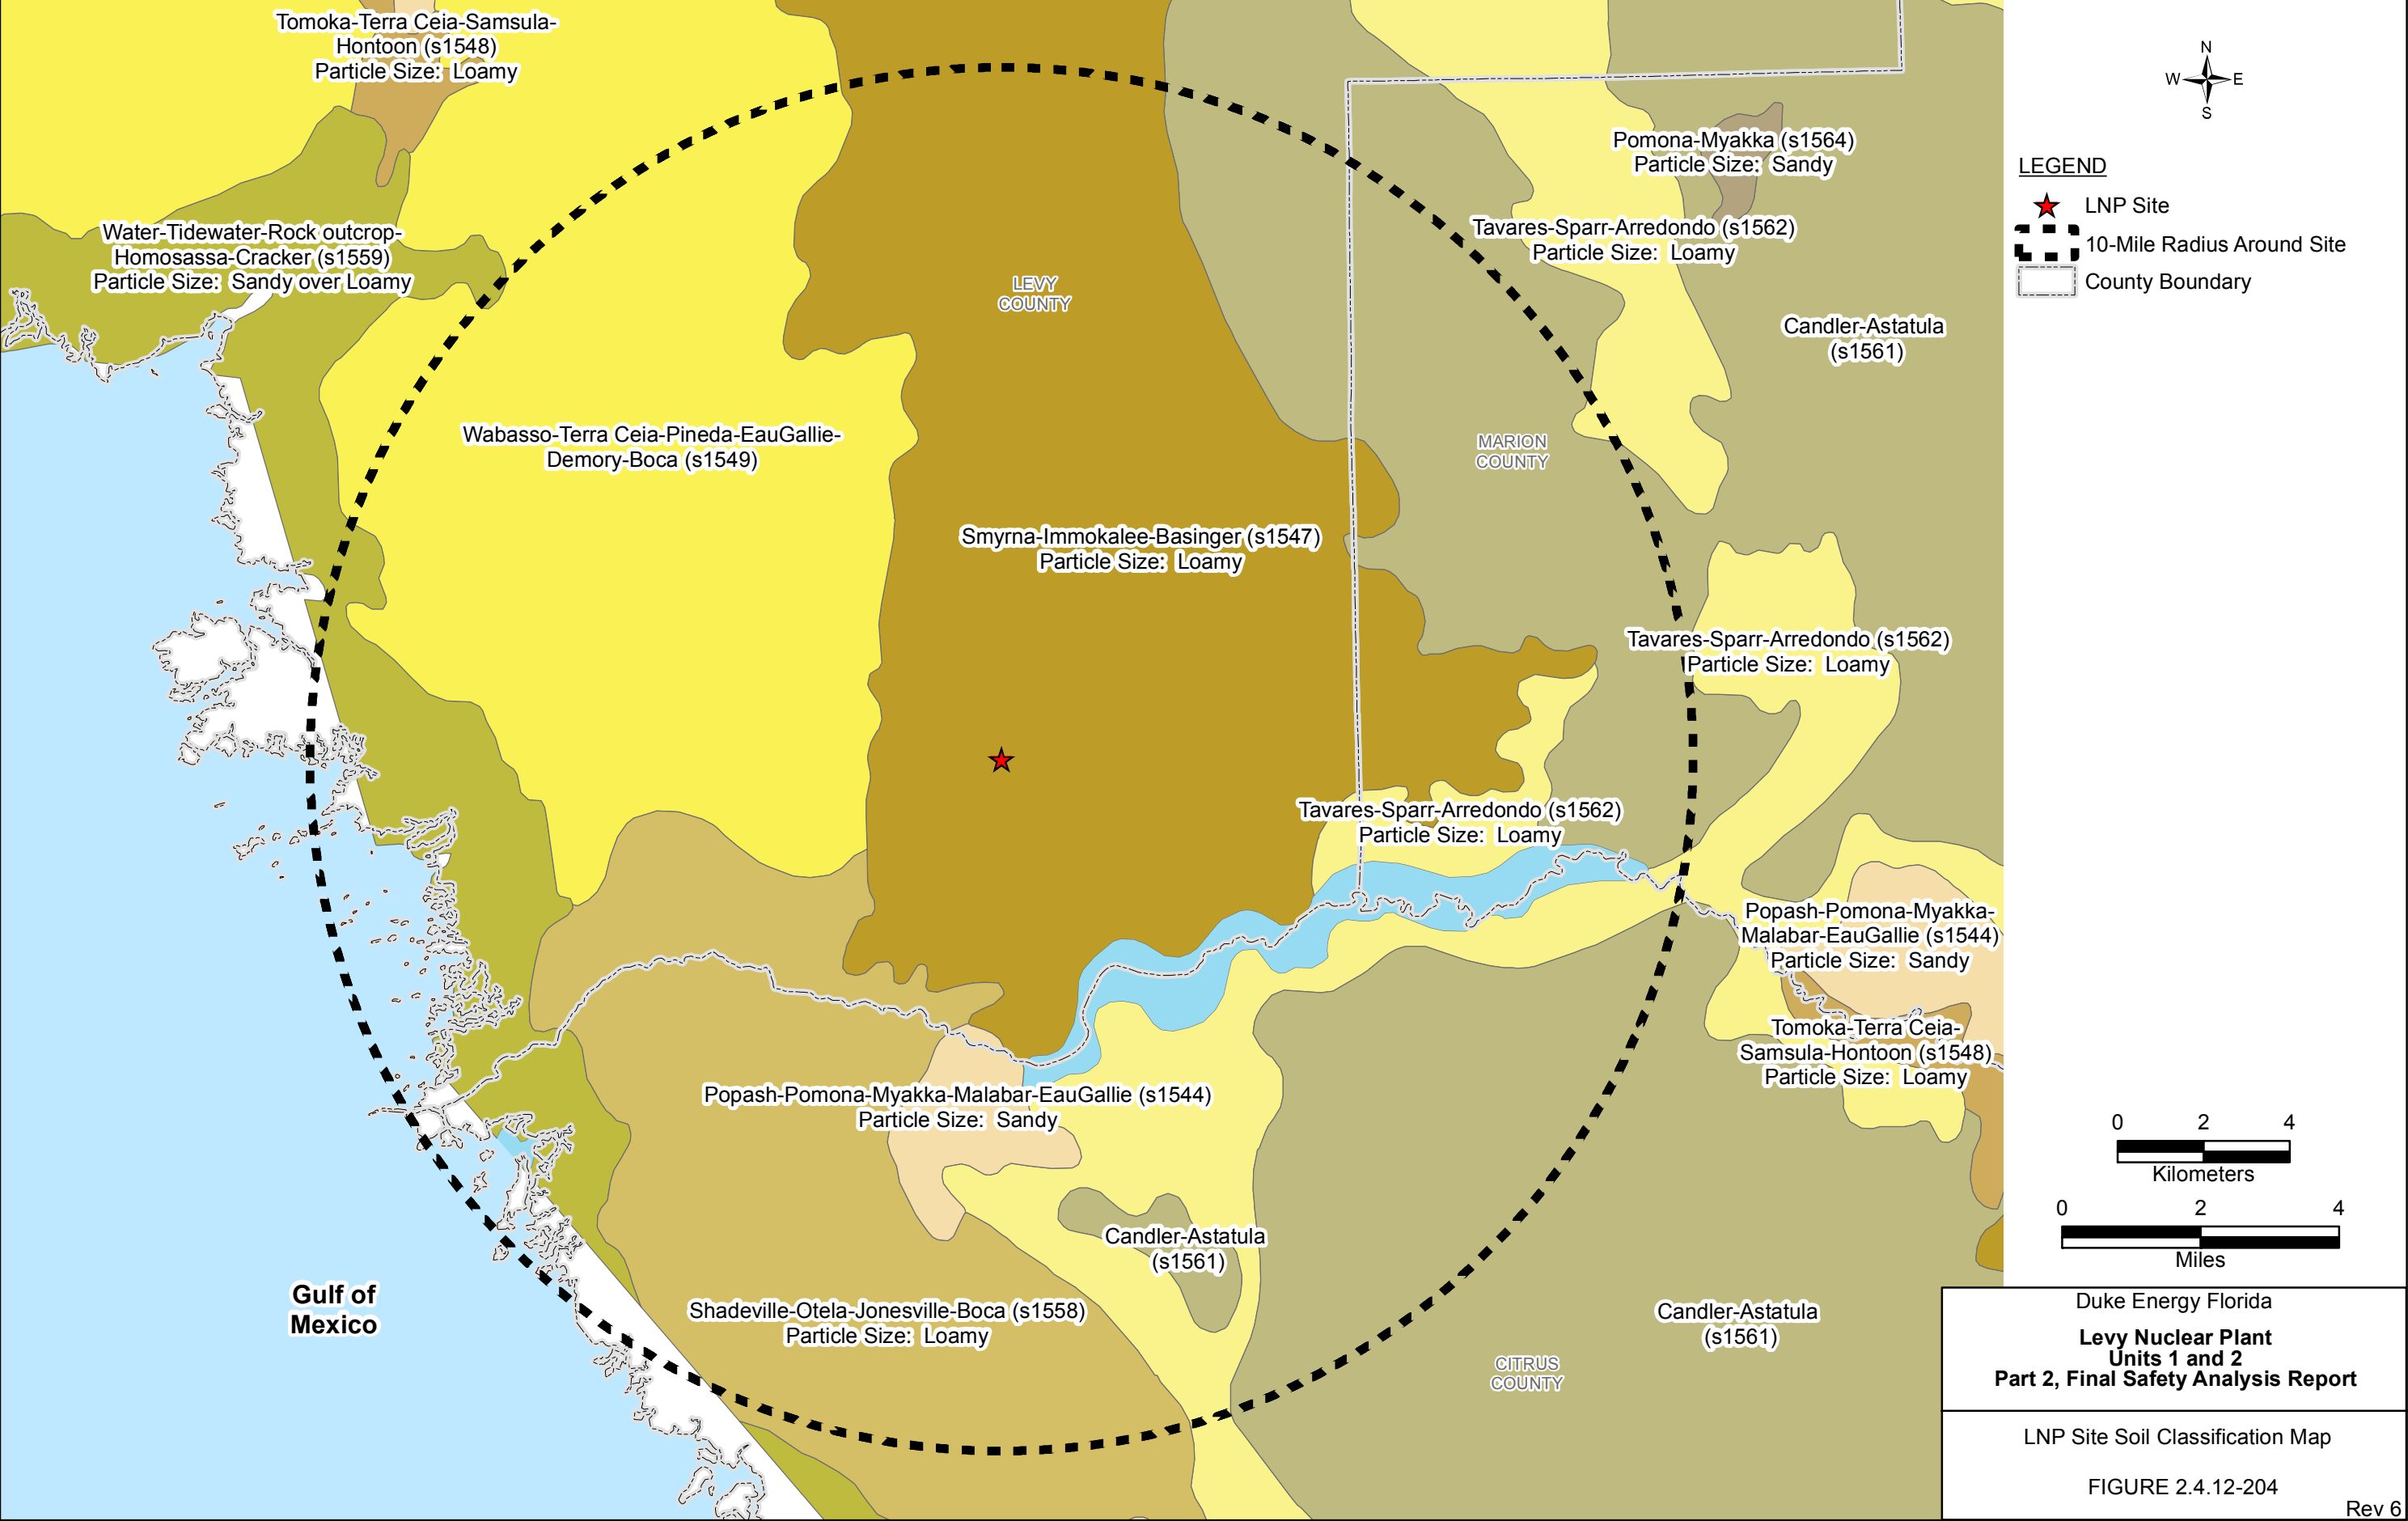 Tomoka-Terra Ceia-Samsula-
Hontoon (s1548)
Particle Size: Loamy
Water-Tidewater-Rock outcrop-
Homosassa-Cracker (s1559)
Particle Size: Sandy over Loamy
LEVY
COUNTY
Pomona-Myakka (s1564)
Particle Size: Sandy
Tavares-Sparr-Arredondo (s1562)
Particle Size: Loamy
Candler-Astatula
(s1561)
Wabasso-Terra Ceia-Pineda-EauGallie-
Demory-Boca (s1549)
MARION
COUNTY
Smyrna-Immokalee-Basinger (s1547)
Particle Size: Loamy
Tavares-Sparr-Arredondo (s1562)
Particle Size: Loamy
Tavares-Sparr-Arredondo (s1562)
Particle Size: Loamy
Popash-Pomona-Myakka-
Malabar-EauGallie (s1544)
Particle Size: Sandy
Tomoka-Terra Ceia-
Samsula-Hontoon (s1548)
Particle Size: Loamy
Popash-Pomona-Myakka-Malabar-EauGallie (s1544)
Particle Size: Sandy
Candler-Astatula
(s1561)
Gulf of
Mexico
Shadeville-Otela-Jonesville-Boca (s1558)
Particle Size: Loamy
Candler-Astatula
(s1561)
CITRUS
COUNTY
N
W E
S
LEGEND
LNP Site
10-Mile Radius Around Site
County Boundary
0 2 4
Kilometers
0 2 4
Miles
Duke Energy Florida
Levy Nuclear Plant
Units 1 and 2
Part 2, Final Safety Analysis Report
LNP Site Soil Classification Map
FIGURE 2.4.12-204
Rev 6